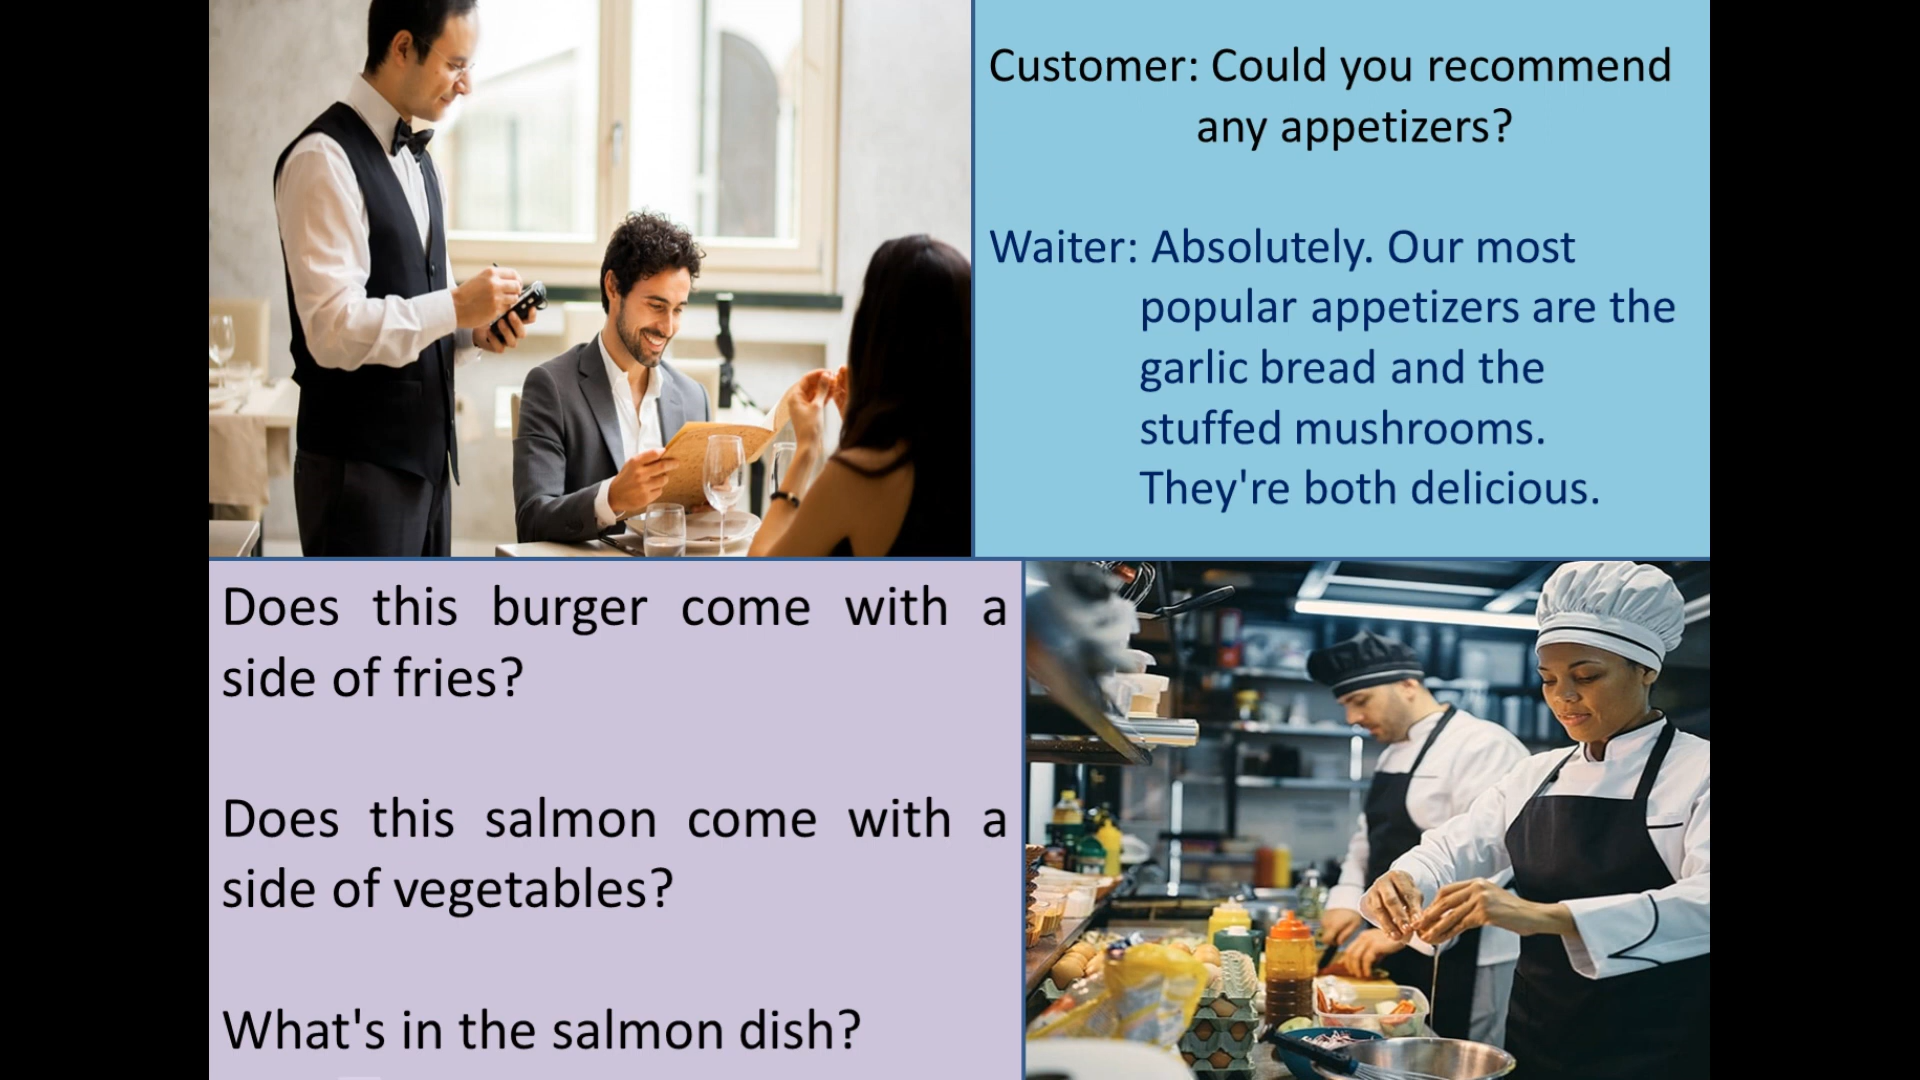 Customer: Could you recommend
any appetizers?
Waiter: Absolutely. Our most
popular appetizers are the
garlic bread and the
stuffed mushrooms.
They're both delicious.
Does this burger come with a
side of fries?
Does this salmon come with a
side of vegetables?
What's in the salmon dish?